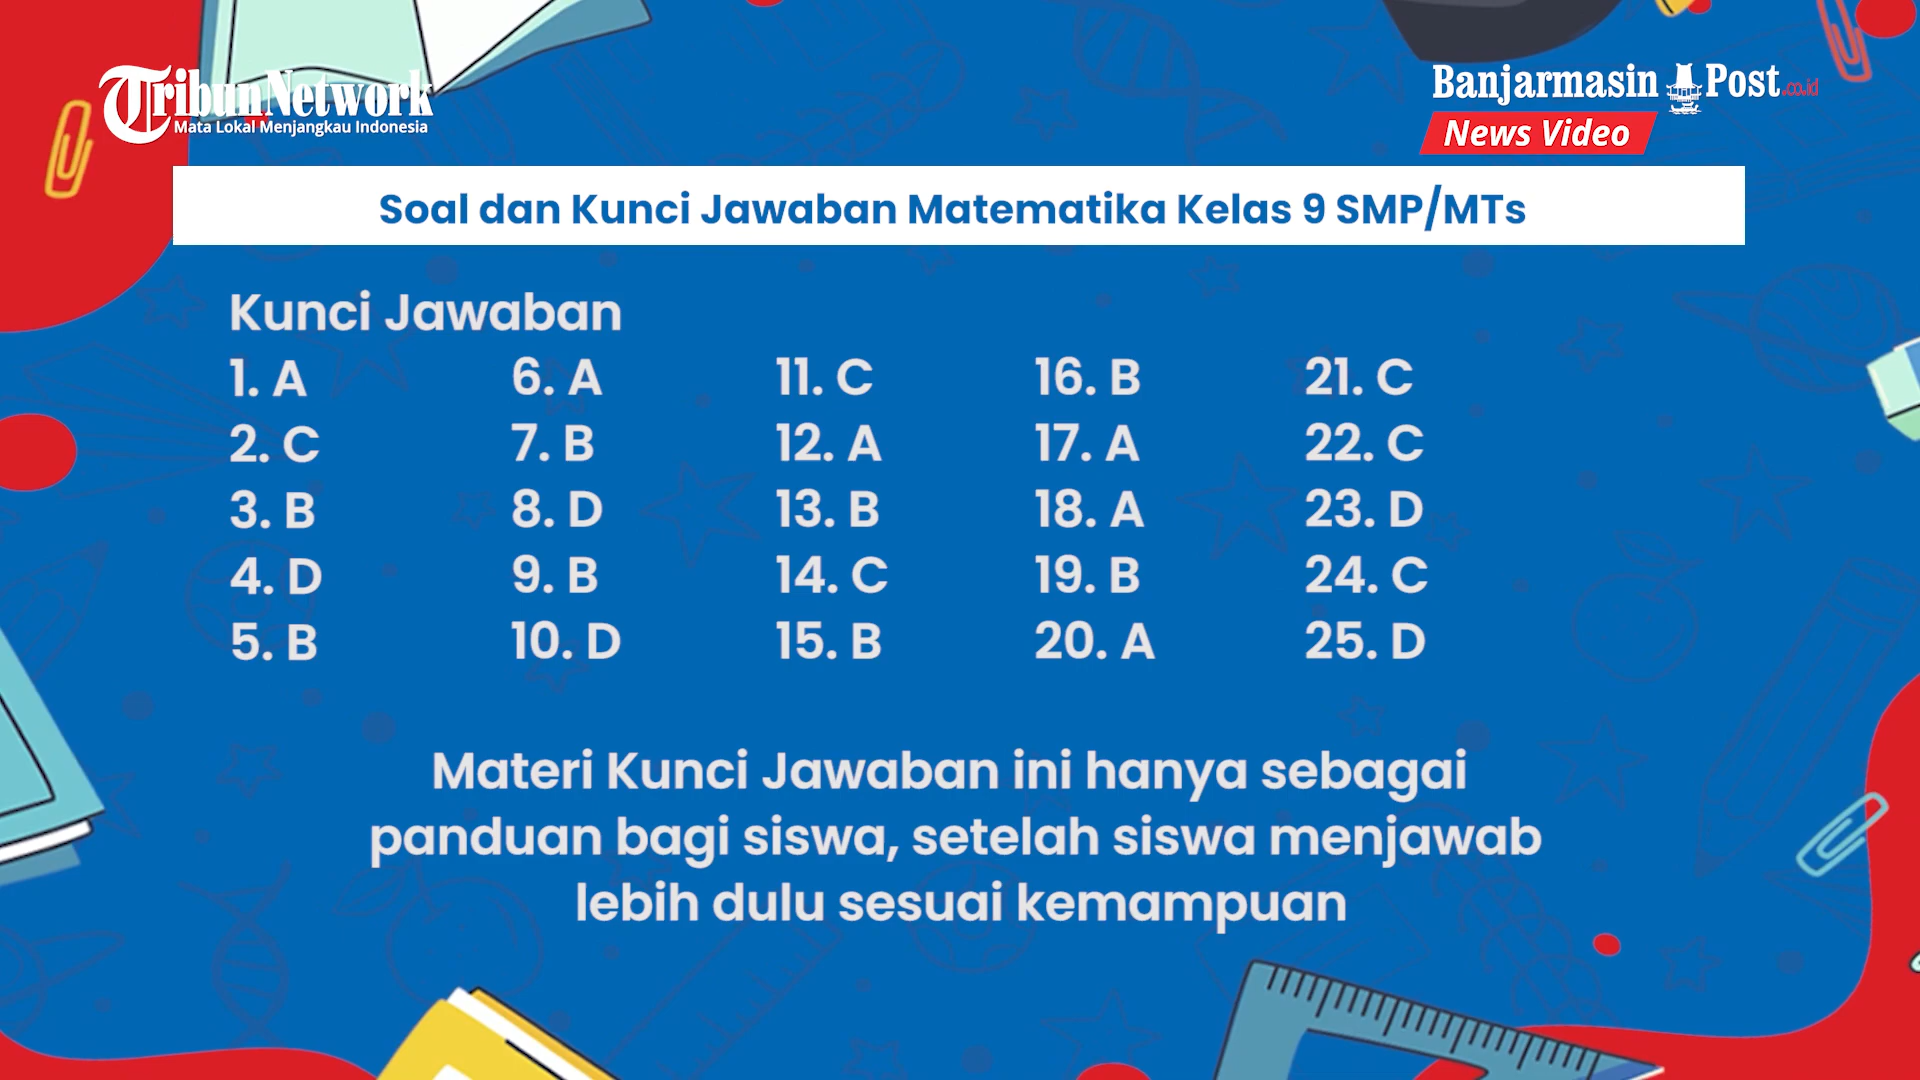 TribunNetwork
Mata Lokal Menjangkau Indonesia
Banjarmasin Post.co.id
News Video
Soal dan Kunci Jawaban Matematika Kelas 9 SMP/MTs
Kunci Jawaban
1. A 6. A 11. C 16. B 21. C
2. C 7. B 12. A 17. A 22. C
3. B 8. D 13. B 18. A 23. D
4. D 9. B 14. C 19. B 24. C
5. B 10. D 15. B 20. A 25. D
Materi Kunci Jawaban ini hanya sebagai
panduan bagi siswa, setelah siswa menjawab
lebih dulu sesuai kemampuan